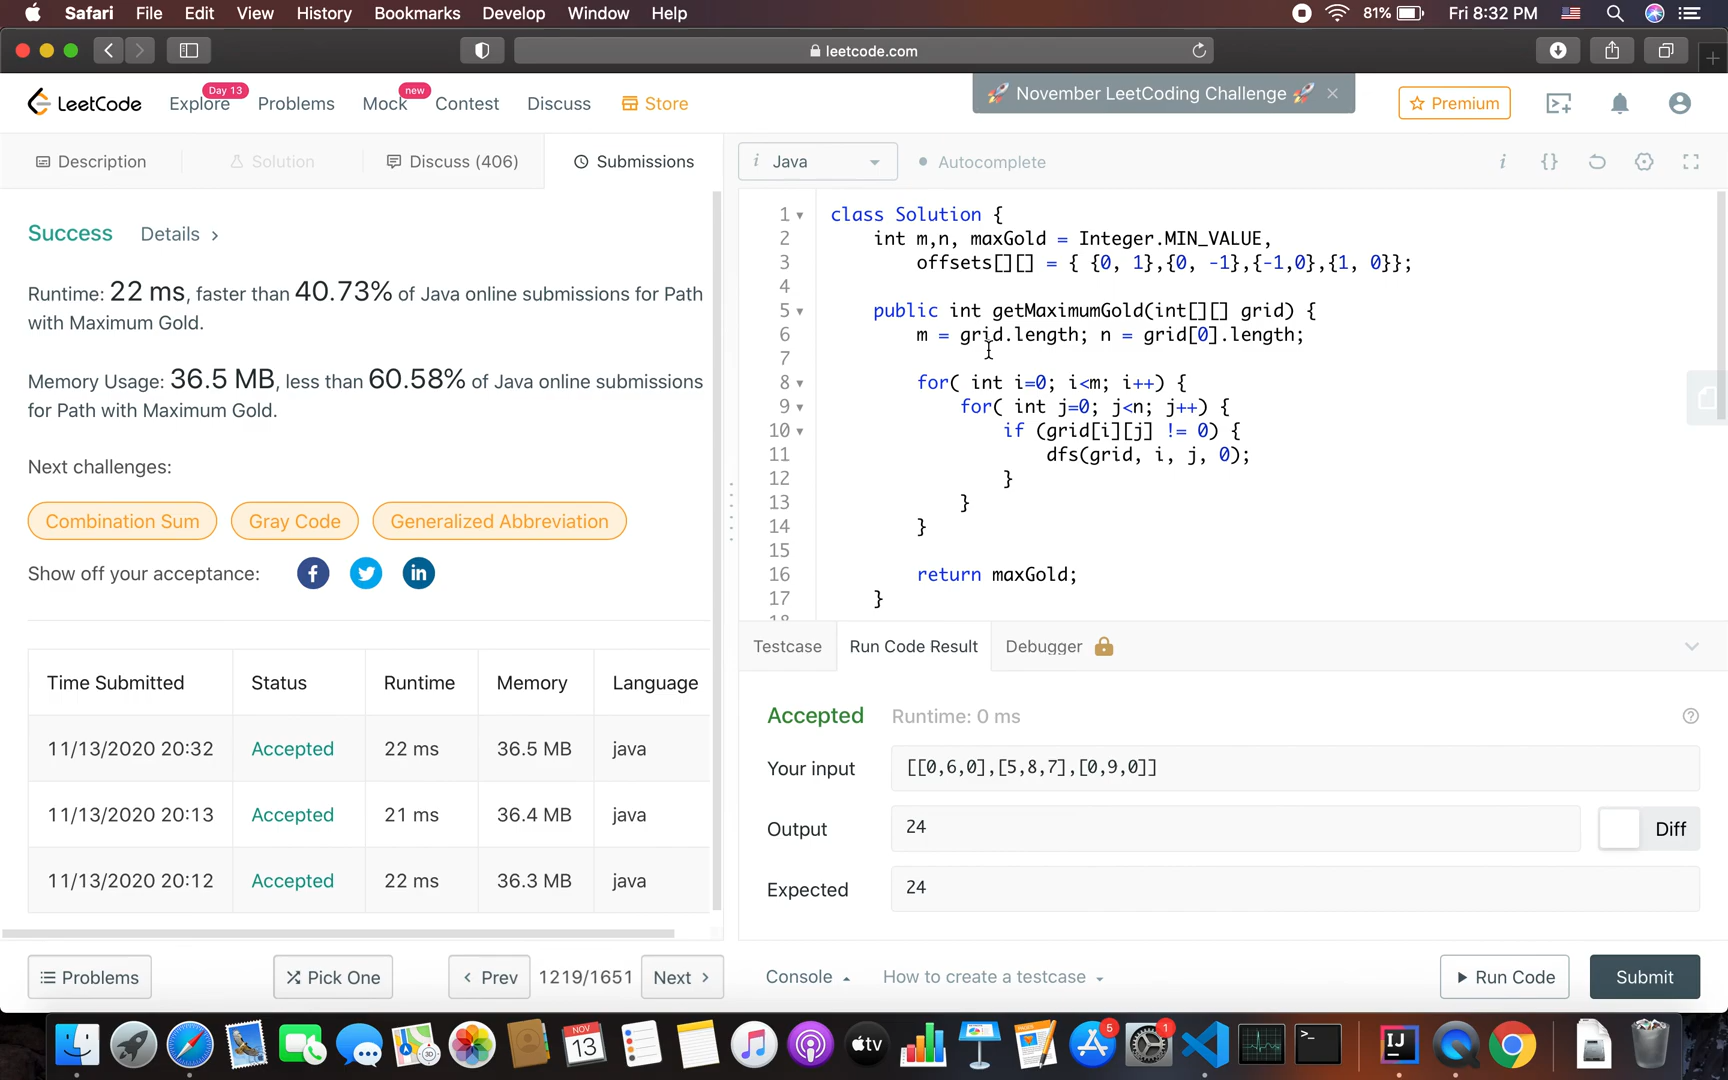 Safari File Edit View History Bookmarks Develop Window Help 81% Fri 8:32 PM
leetcode.com
LeetCode Explore Day 13 Problems Mock new Contest Discuss Store 🚀 November LeetCoding Challenge 🚀 × Premium
Description Solution Discuss (406) Submissions
Success Details >
Runtime: 22 ms, faster than 40.73% of Java online submissions for Path
with Maximum Gold.
Memory Usage: 36.5 MB, less than 60.58% of Java online submissions
for Path with Maximum Gold.
Next challenges:
Combination Sum Gray Code Generalized Abbreviation
Show off your acceptance: f in
Time Submitted Status Runtime Memory Language
11/13/2020 20:32 Accepted 22 ms 36.5 MB java
11/13/2020 20:13 Accepted 21 ms 36.4 MB java
11/13/2020 20:12 Accepted 22 ms 36.3 MB java
i Java Autocomplete i {}
1 class Solution {
2 int m,n, maxGold = Integer.MIN_VALUE,
3 offsets[][] = { {0, 1},{0, -1},{-1,0},{1, 0}};
4
5 public int getMaximumGold(int[][] grid) {
6 m = grid.length; n = grid[0].length;
7
8 for( int i=0; i<m; i++) {
9 for( int j=0; j<n; j++) {
10 if (grid[i][j] != 0) {
11 dfs(grid, i, j, 0);
12 }
13 }
14 }
15
16 return maxGold;
17 }
18
Testcase Run Code Result Debugger
Accepted Runtime: 0 ms
Your input [[0,6,0],[5,8,7],[0,9,0]]
Output 24 Diff
Expected 24
Problems Pick One < Prev 1219/1651 Next > Console How to create a testcase Run Code Submit
NOV 13 tv 5 1 IJ